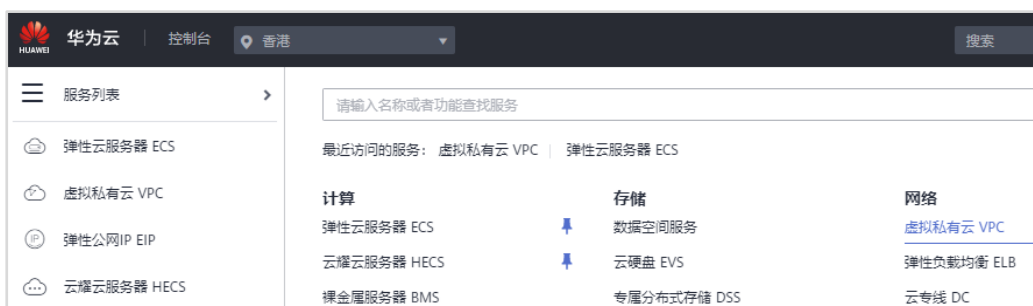 HUAWEI 华为云 控制台 香港 搜索
服务列表
请输入名称或者功能查找服务
弹性云服务器 ECS
最近访问的服务： 虚拟私有云 VPC 弹性云服务器 ECS
虚拟私有云 VPC
计算 存储 网络
弹性云服务器 ECS 数据空间服务 虚拟私有云 VPC
IP 弹性公网IP EIP
云耀云服务器 HECS 云硬盘 EVS 弹性负载均衡 ELB
云耀云服务器 HECS
裸金属服务器 BMS 专属分布式存储 DSS 云专线 DC